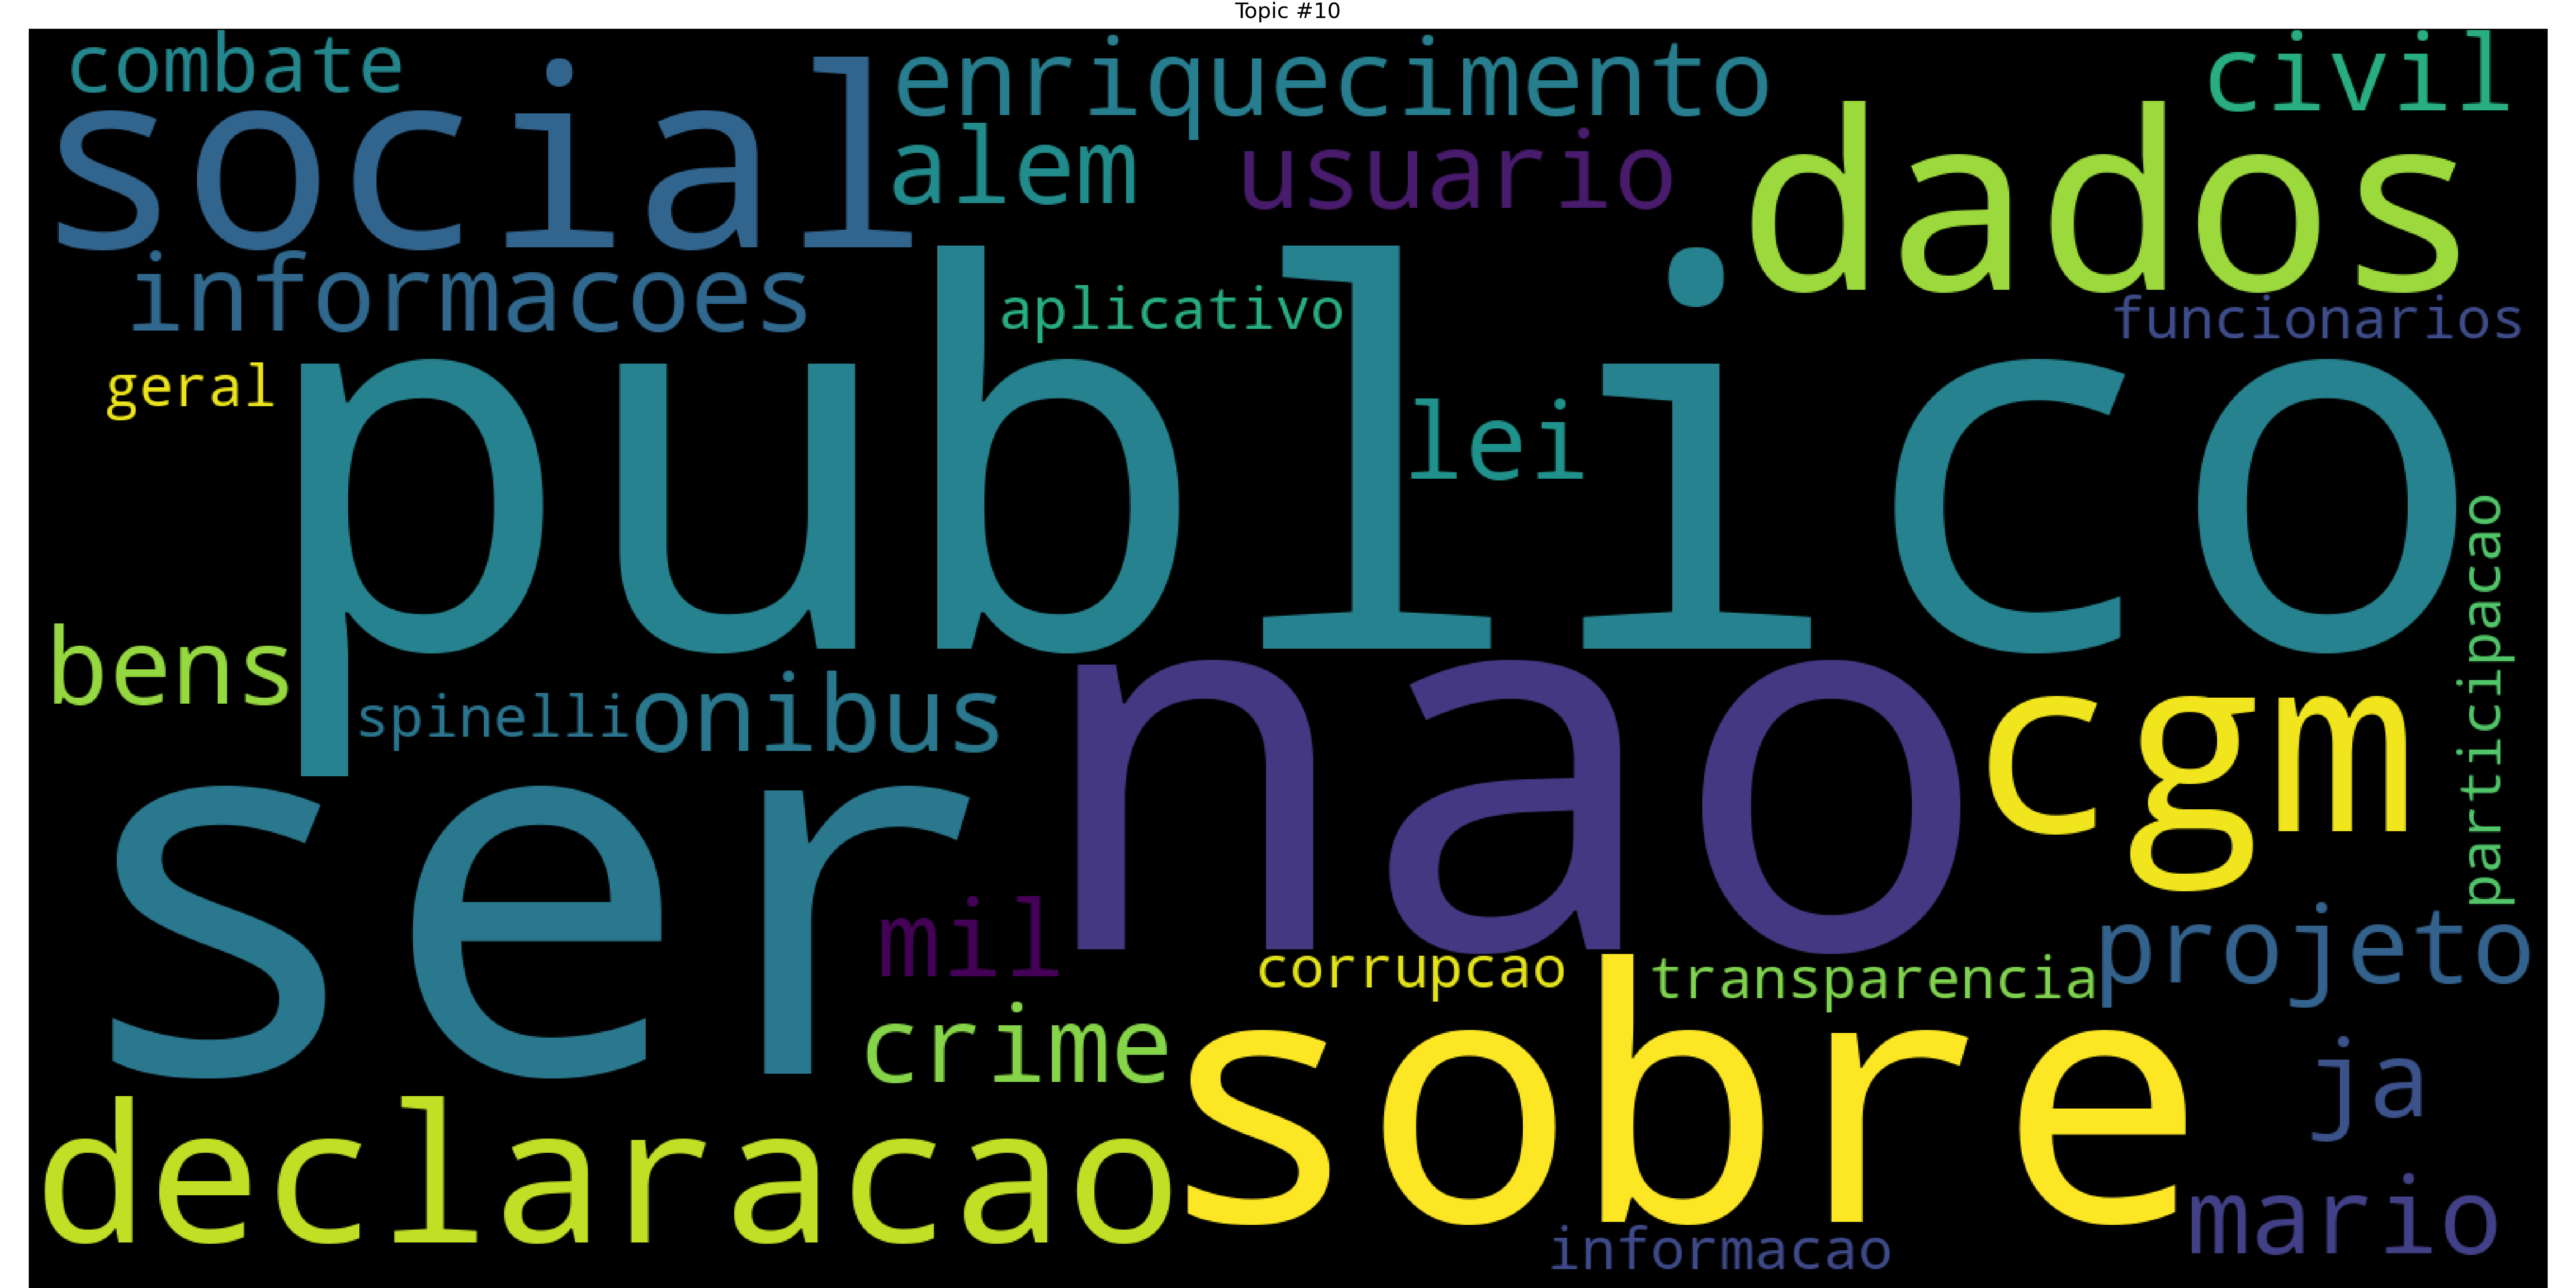 Topic #10
combate
social
enriquecimento
civil
alem
usuario
dados
informacoes
aplicativo
funcionarios
geral
publico
lei
participacao
bens
spinelli
onibus
nao
cgm
ser
mil
corrupcao
transparencia
projeto
crime
sobre
ja
declaracao
mario
informacao